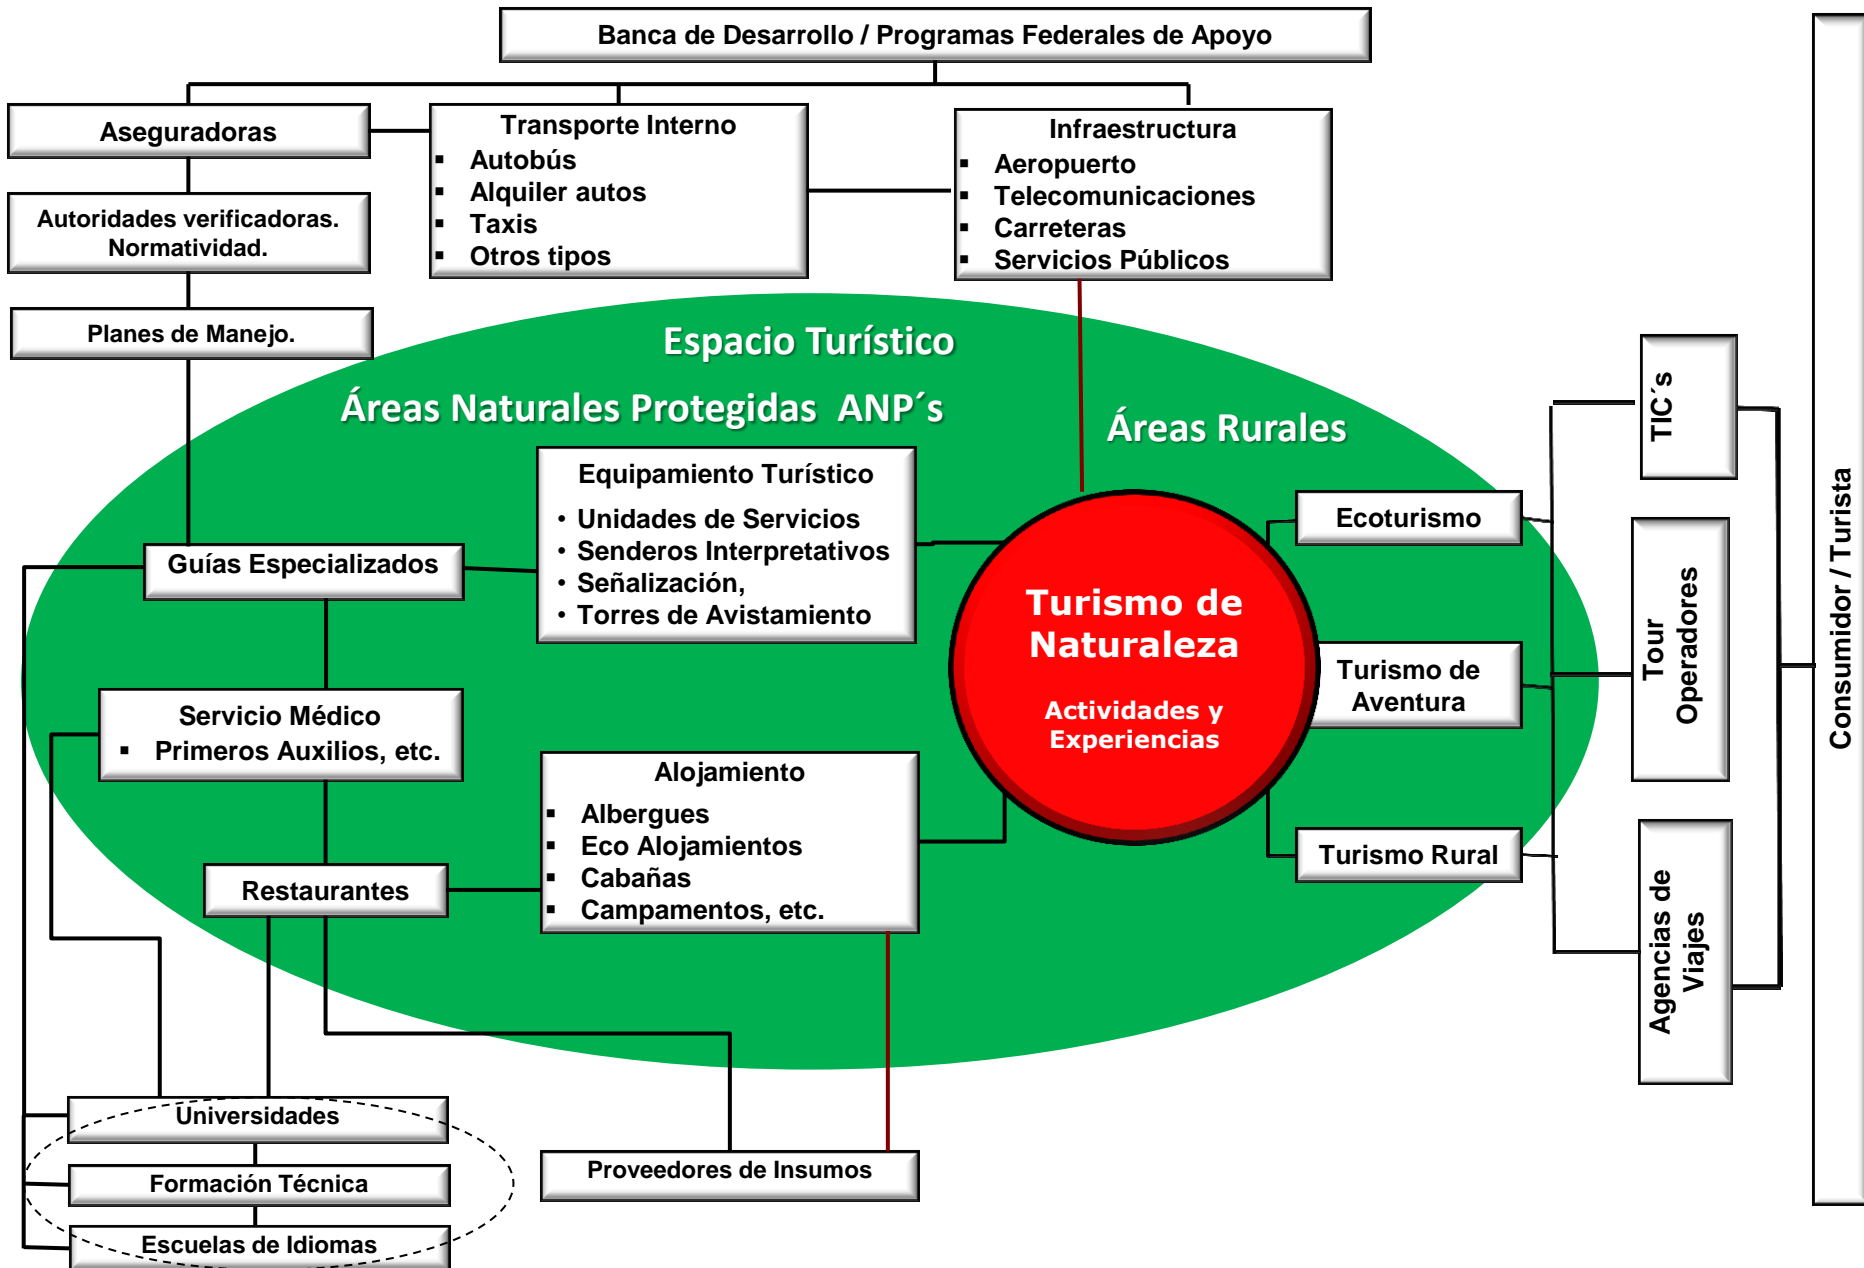 Banca de Desarrollo / Programas Federales de Apoyo
Aseguradoras
Transporte Interno
▪ Autobús
▪ Alquiler autos
▪ Taxis
▪ Otros tipos
Infraestructura
▪ Aeropuerto
▪ Telecomunicaciones
▪ Carreteras
▪ Servicios Públicos
Autoridades verificadoras.
Normatividad.
Planes de Manejo.
Espacio Turístico
Áreas Naturales Protegidas ANP´s
Áreas Rurales
Equipamiento Turístico
• Unidades de Servicios
• Senderos Interpretativos
• Señalización,
• Torres de Avistamiento
Guías Especializados
Servicio Médico
▪ Primeros Auxilios, etc.
Alojamiento
▪ Albergues
▪ Eco Alojamientos
▪ Cabañas
▪ Campamentos, etc.
Restaurantes
Turismo de
Naturaleza
Actividades y
Experiencias
Ecoturismo
Turismo de
Aventura
Turismo Rural
TIC´s
Tour
Operadores
Agencias de
Viajes
Consumidor / Turista
Universidades
Formación Técnica
Escuelas de Idiomas
Proveedores de Insumos